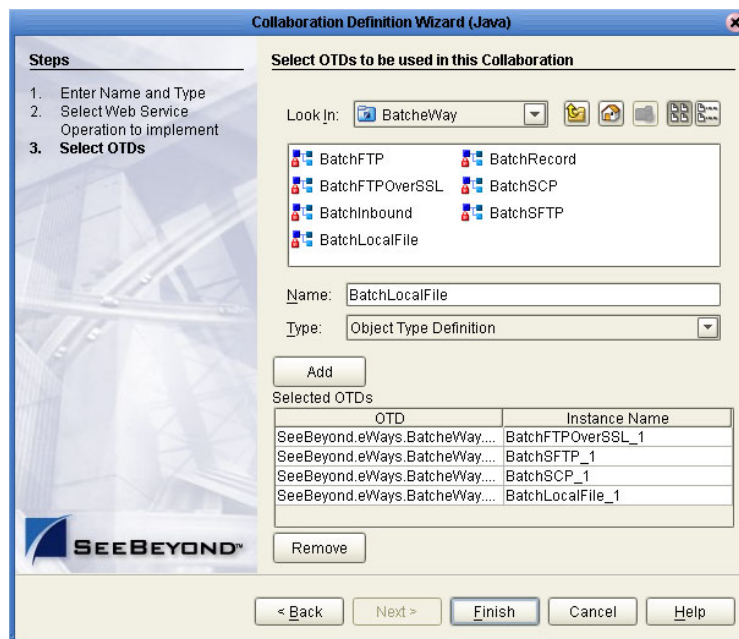 Collaboration Definition Wizard (Java)
Steps
1. Enter Name and Type
2. Select Web Service
Operation to implement
3. Select OTDs
SEEBEYOND™
Select OTDs to be used in this Collaboration
Look In: BatcheWay
BatchFTP BatchRecord
BatchFTPOverSSL BatchSCP
BatchInbound BatchSFTP
BatchLocalFile
Name: BatchLocalFile
Type: Object Type Definition
Add
Selected OTDs
OTD Instance Name
SeeBeyond.eWays.BatcheWay.... BatchFTPOverSSL_1
SeeBeyond.eWays.BatcheWay.... BatchSFTP_1
SeeBeyond.eWays.BatcheWay.... BatchSCP_1
SeeBeyond.eWays.BatcheWay.... BatchLocalFile_1
Remove
< Back Next > Finish Cancel Help